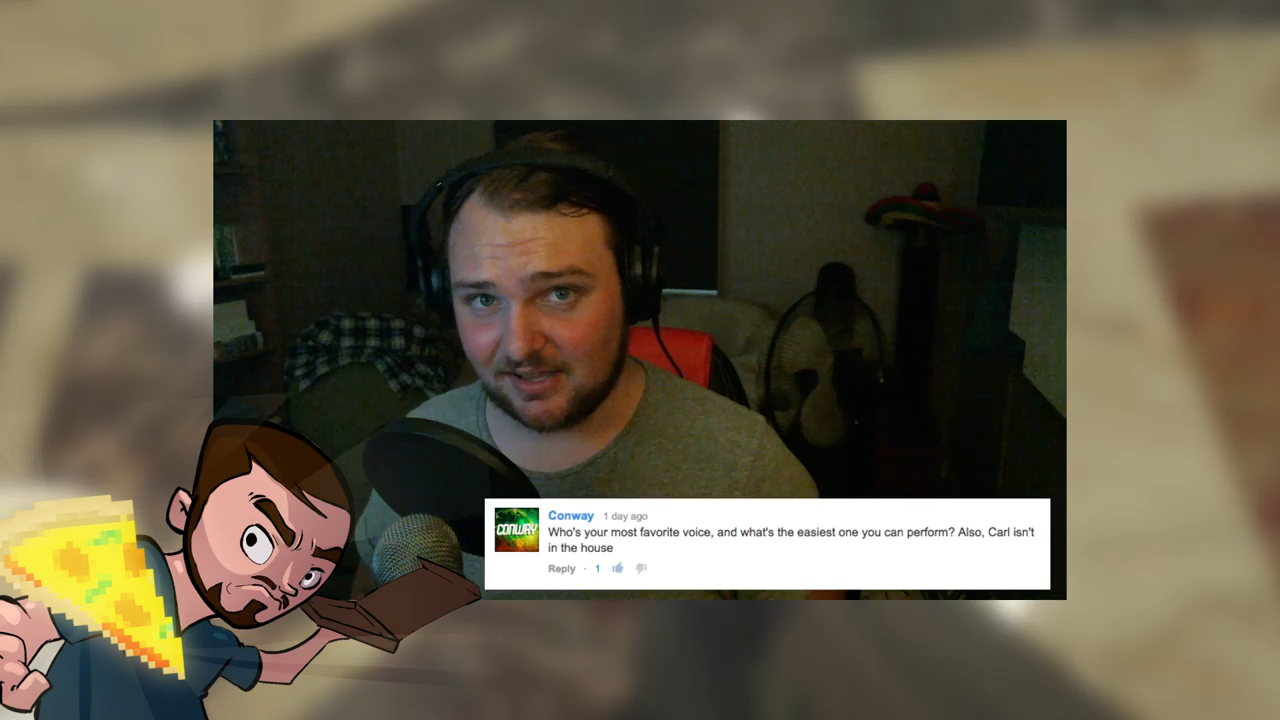 CONWAY
Conway 1 day ago
Who's your most favorite voice, and what's the easiest one you can perform? Also, Carl isn't
in the house
Reply · 1